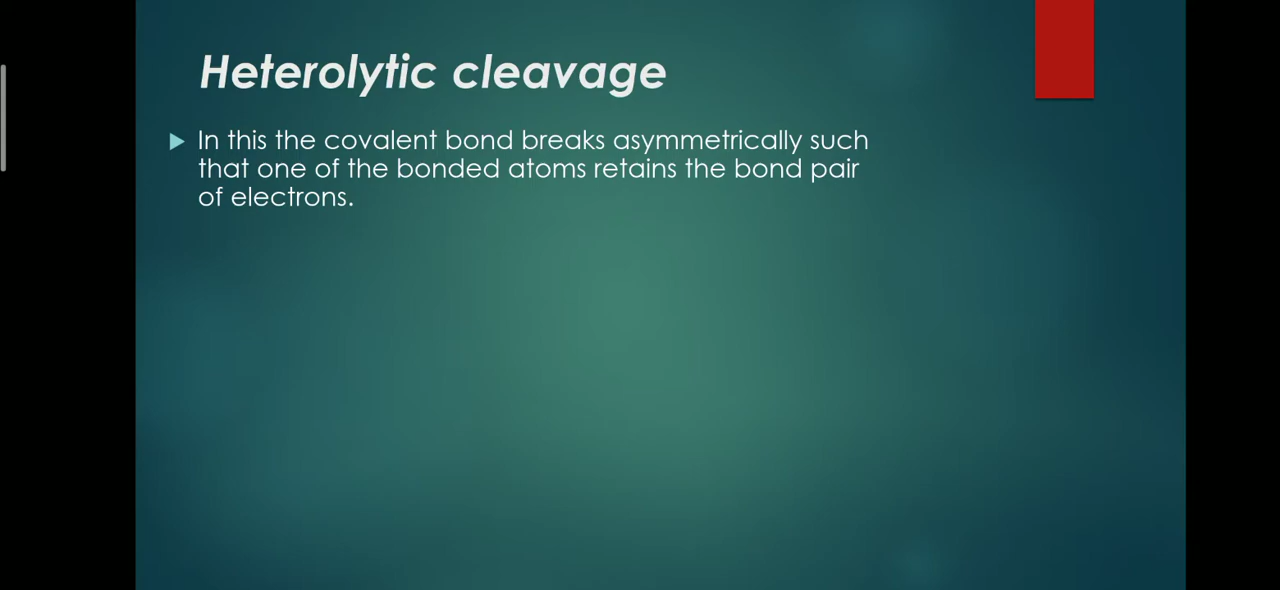 Heterolytic cleavage
In this the covalent bond breaks asymmetrically such
that one of the bonded atoms retains the bond pair
of electrons.